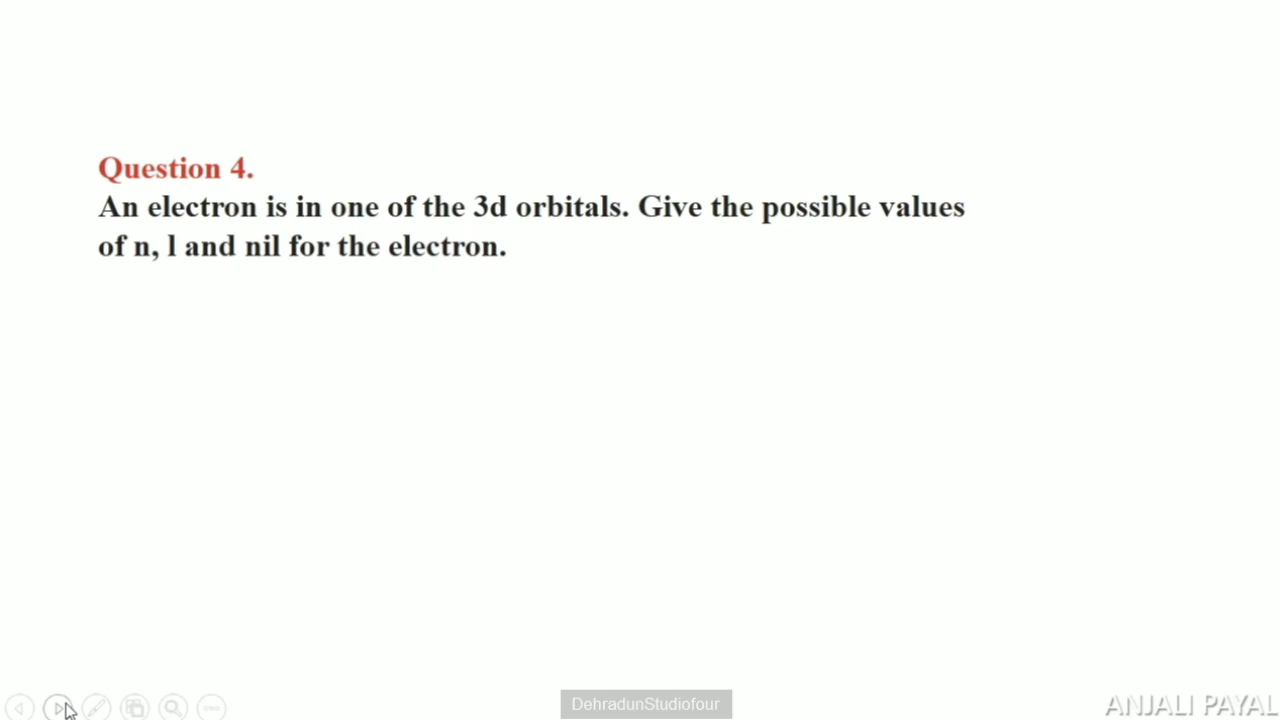 Question 4.
An electron is in one of the 3d orbitals. Give the possible values
of n, l and nil for the electron.
DehradunStudiofour
ANJALI PAYAL